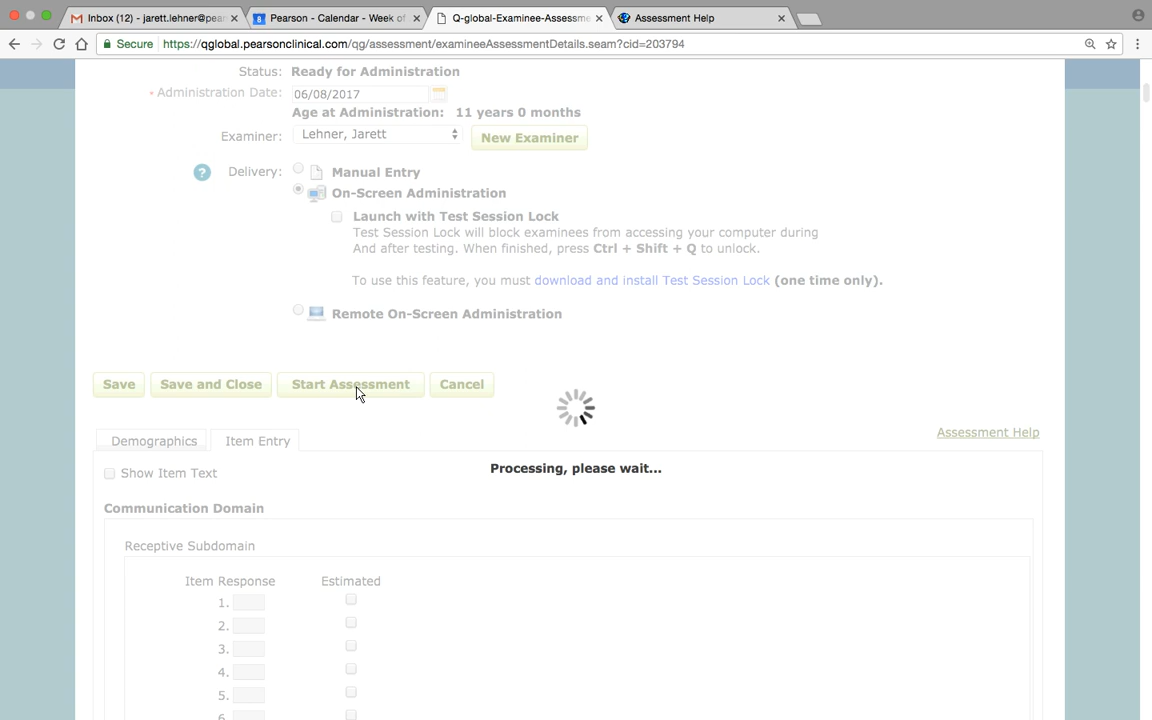 Inbox (12) - jarett.lehner@pear
Pearson - Calendar - Week of
Q-global-Examinee-Assessme
Assessment Help
Secure https://qglobal.pearsonclinical.com/qg/assessment/examineeAssessmentDetails.seam?cid=203794
Status: Ready for Administration
• Administration Date: 06/08/2017
Age at Administration: 11 years 0 months
Examiner: Lehner, Jarett New Examiner
? Delivery: Manual Entry
On-Screen Administration
Launch with Test Session Lock
Test Session Lock will block examinees from accessing your computer during
And after testing. When finished, press Ctrl + Shift + Q to unlock.
To use this feature, you must download and install Test Session Lock (one time only).
Remote On-Screen Administration
Save Save and Close Start Assessment Cancel
Demographics Item Entry Assessment Help
Show Item Text
Processing, please wait...
Communication Domain
Receptive Subdomain
Item Response Estimated
1.
2.
3.
4.
5.
6.